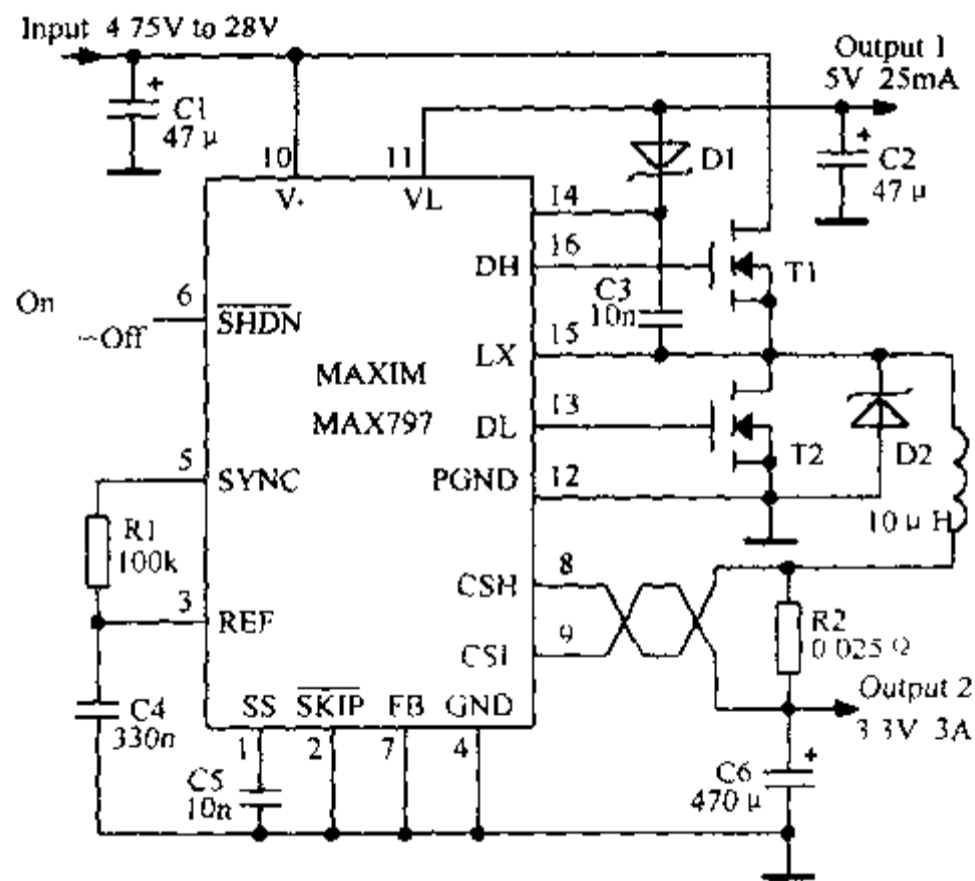 Input 4 75V to 28V
Output 1
5V 25mA
C1
47 µ
10
11
D1
C2
47 µ
V+
VL
14
16
DH
T1
On
6
SHDN
~Off
C3
10n
15
LX
MAXIM
MAX797
13
DL
T2
D2
5
SYNC
PGND
12
10 µ H
R1
100k
8
CSH
3
REF
9
CSL
R2
0 025 Ω
Output 2
3 3V 3A
C4
330n
SS
SKIP
FB
GND
1
2
7
4
C5
10n
C6
470 µ